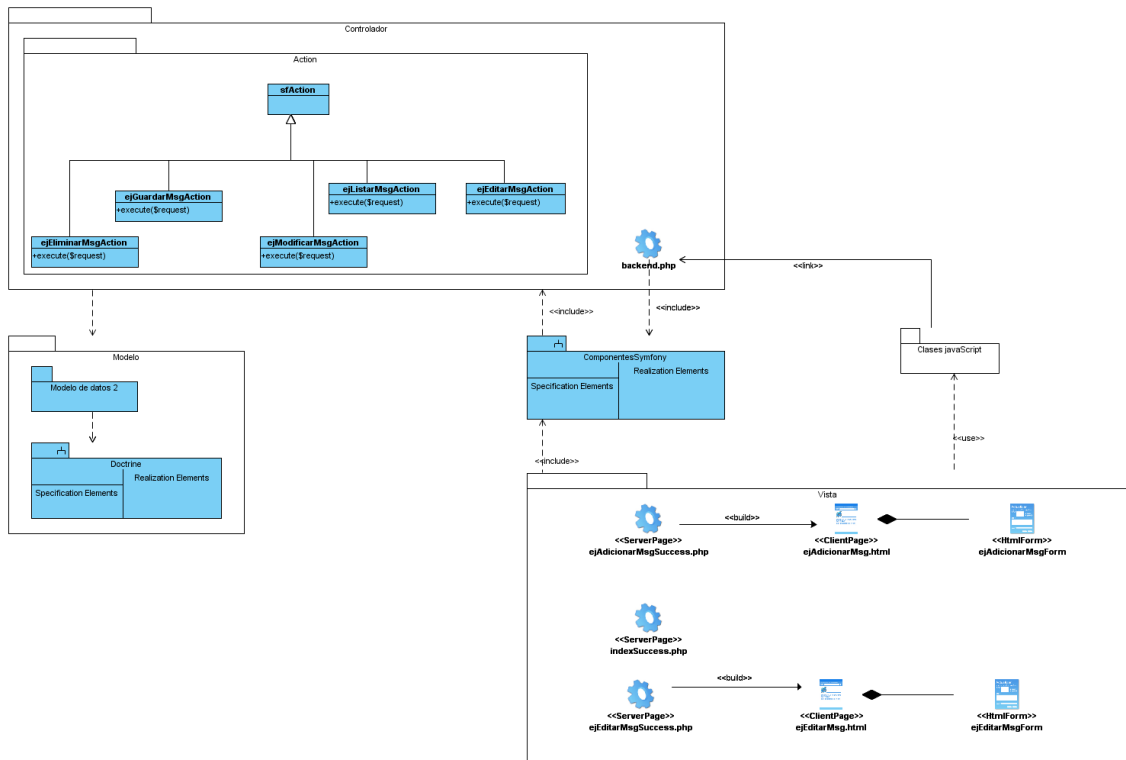 Controlador
Action
sfAction
ejGuardarMsgAction
+execute($request)
ejListarMsgAction
+execute($request)
ejEditarMsgAction
+execute($request)
ejEliminarMsgAction
+execute($request)
ejModificarMsgAction
+execute($request)
backend.php
<<link>>
<<include>>
<<include>>
Modelo
Modelo de datos 2
Doctrine
Specification Elements
Realization Elements
ComponentesSymfony
Specification Elements
Realization Elements
Clases javaScript
<<include>>
<<use>>
Vista
<<ServerPage>>
ejAdicionarMsgSuccess.php
<<build>>
<<ClientPage>>
ejAdicionarMsg.html
<<HtmlForm>>
ejAdicionarMsgForm
<<ServerPage>>
indexSuccess.php
<<ServerPage>>
ejEditarMsgSuccess.php
<<build>>
<<ClientPage>>
ejEditarMsg.html
<<HtmlForm>>
ejEditarMsgForm